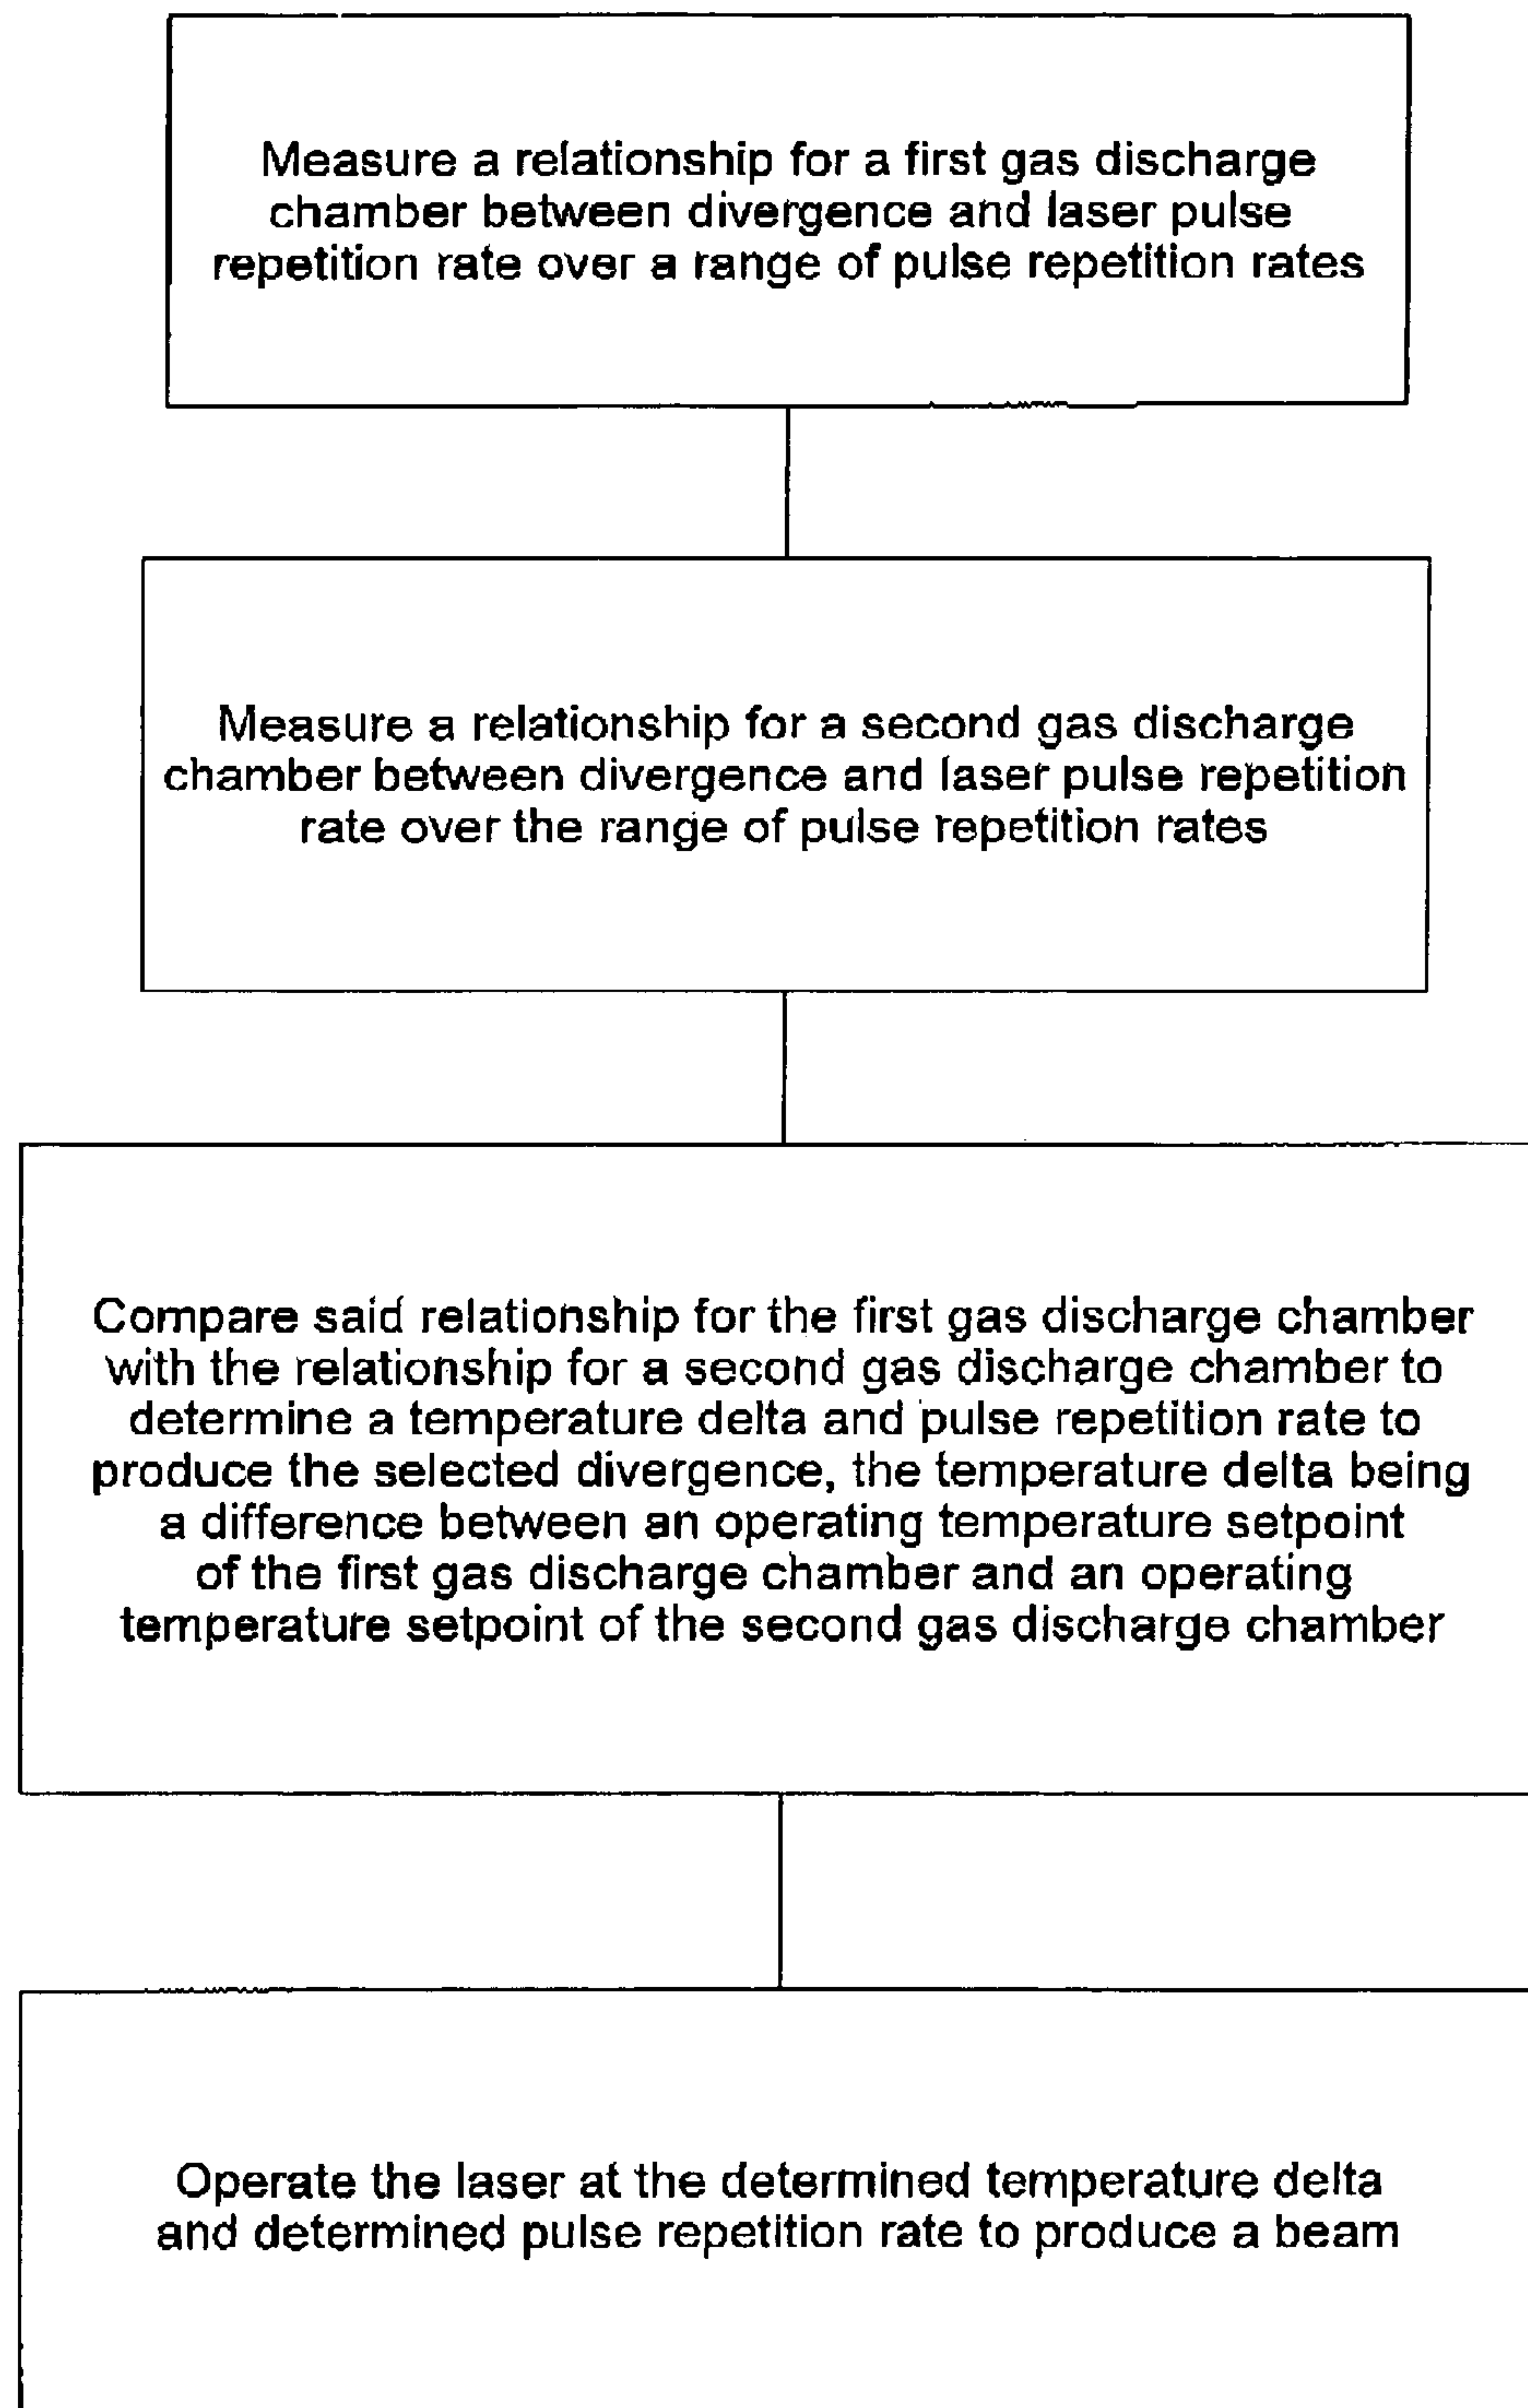 Measure a relationship for a first gas discharge
chamber between divergence and laser pulse
repetition rate over a range of pulse repetition rates
Measure a relationship for a second gas discharge
chamber between divergence and laser pulse repetition
rate over the range of pulse repetition rates
Compare said relationship for the first gas discharge chamber
with the relationship for a second gas discharge chamber to
determine a temperature delta and pulse repetition rate to
produce the selected divergence, the temperature delta being
a difference between an operating temperature setpoint
of the first gas discharge chamber and an operating
temperature setpoint of the second gas discharge chamber
Operate the laser at the determined temperature delta
and determined pulse repetition rate to produce a beam